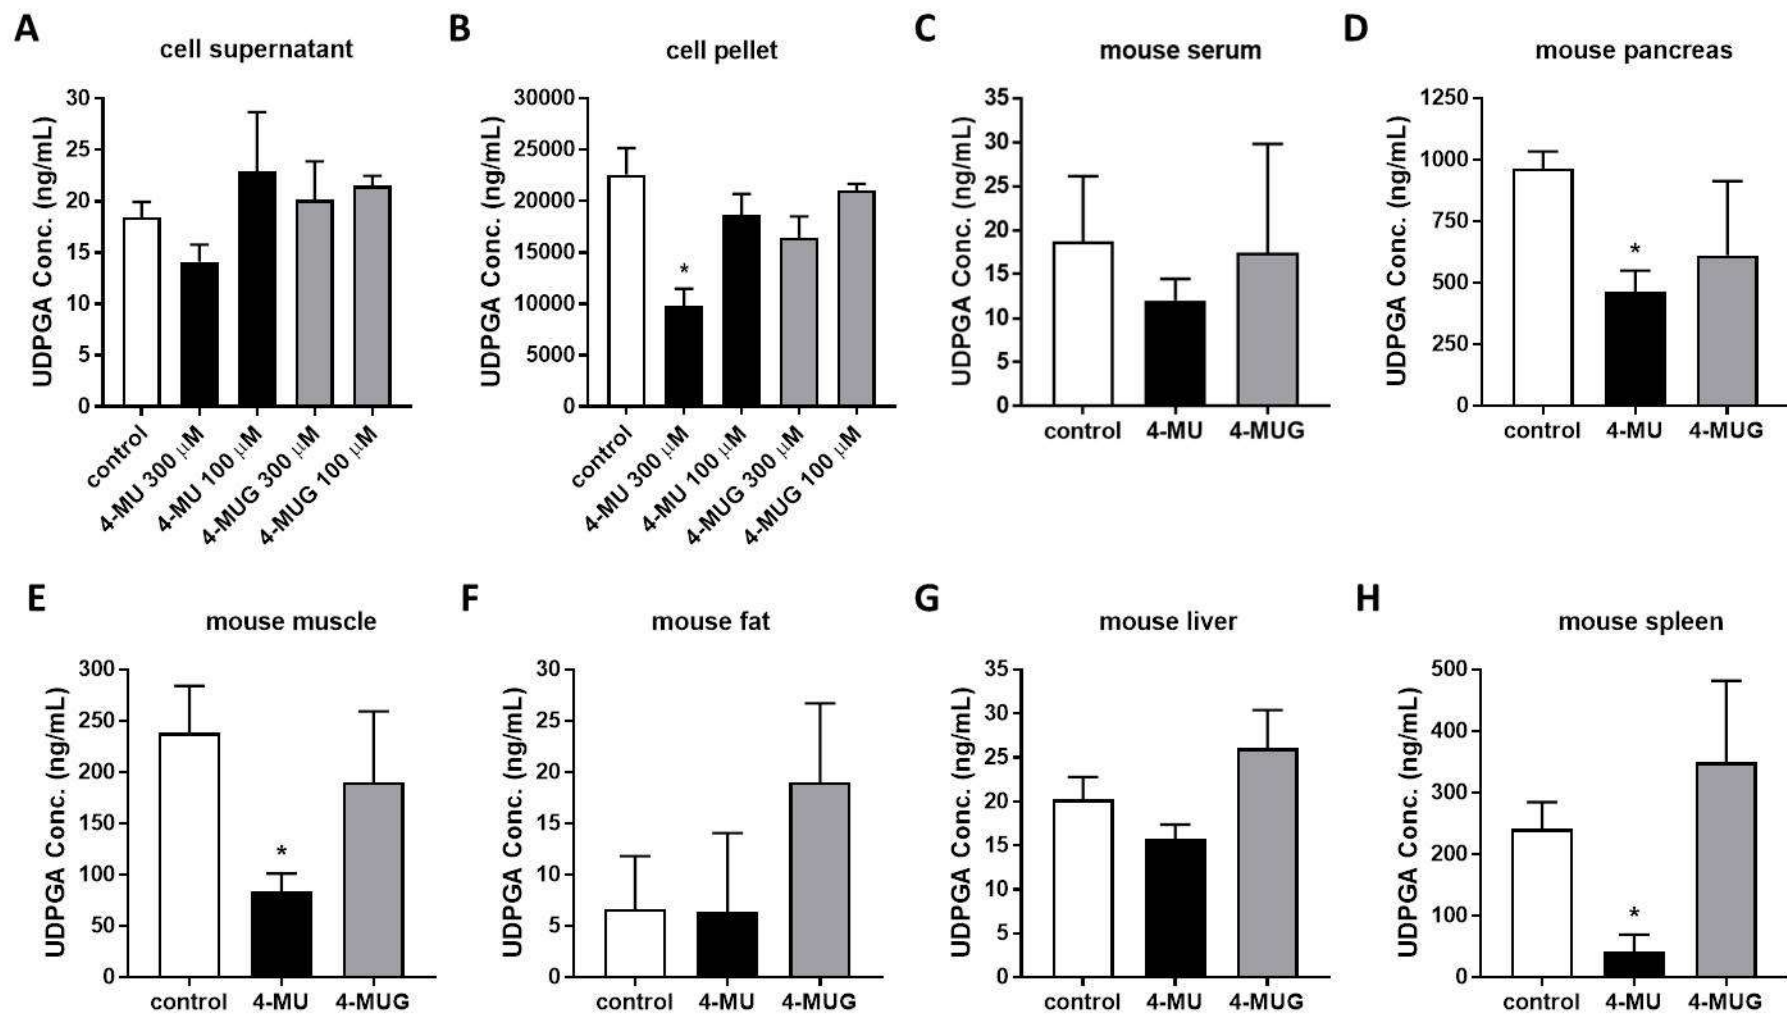 A
cell supernatant
UDPGA Conc. (ng/mL)
30
25
20
15
10
5
0
control
4-MU 300 μM
4-MU 100 μM
4-MUG 300 μM
4-MUG 100 μM
B
cell pellet
UDPGA Conc. (ng/mL)
30000
25000
20000
15000
10000
5000
0
*
control
4-MU 300 μM
4-MU 100 μM
4-MUG 300 μM
4-MUG 100 μM
C
mouse serum
UDPGA Conc. (ng/mL)
35
30
25
20
15
10
5
0
control 4-MU 4-MUG
D
mouse pancreas
UDPGA Conc. (ng/mL)
1250
1000
750
500
250
0
*
control 4-MU 4-MUG
E
mouse muscle
UDPGA Conc. (ng/mL)
300
250
200
150
100
50
0
*
control 4-MU 4-MUG
F
mouse fat
UDPGA Conc. (ng/mL)
30
25
20
15
10
5
0
control 4-MU 4-MUG
G
mouse liver
UDPGA Conc. (ng/mL)
35
30
25
20
15
10
5
0
control 4-MU 4-MUG
H
mouse spleen
UDPGA Conc. (ng/mL)
500
400
300
200
100
0
*
control 4-MU 4-MUG